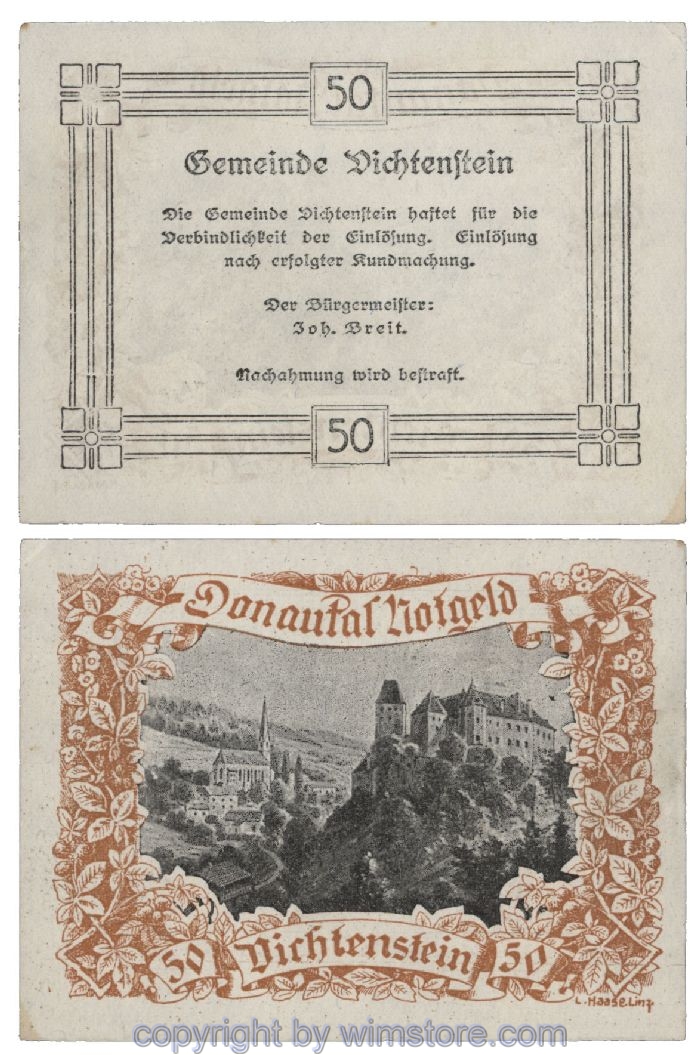 50
Gemeinde Vichtenstein
Die Gemeinde Vichtenstein haftet für die
Verbindlichkeit der Einlösung. Einlösung
nach erfolgter Kundmachung.
Der Bürgermeister:
Joh. Breit.
Nachahmung wird bestraft.
50
Donautal Notgeld
50 Vichtenstein 50
L. Haase. Linz
copyright by wimstore.com